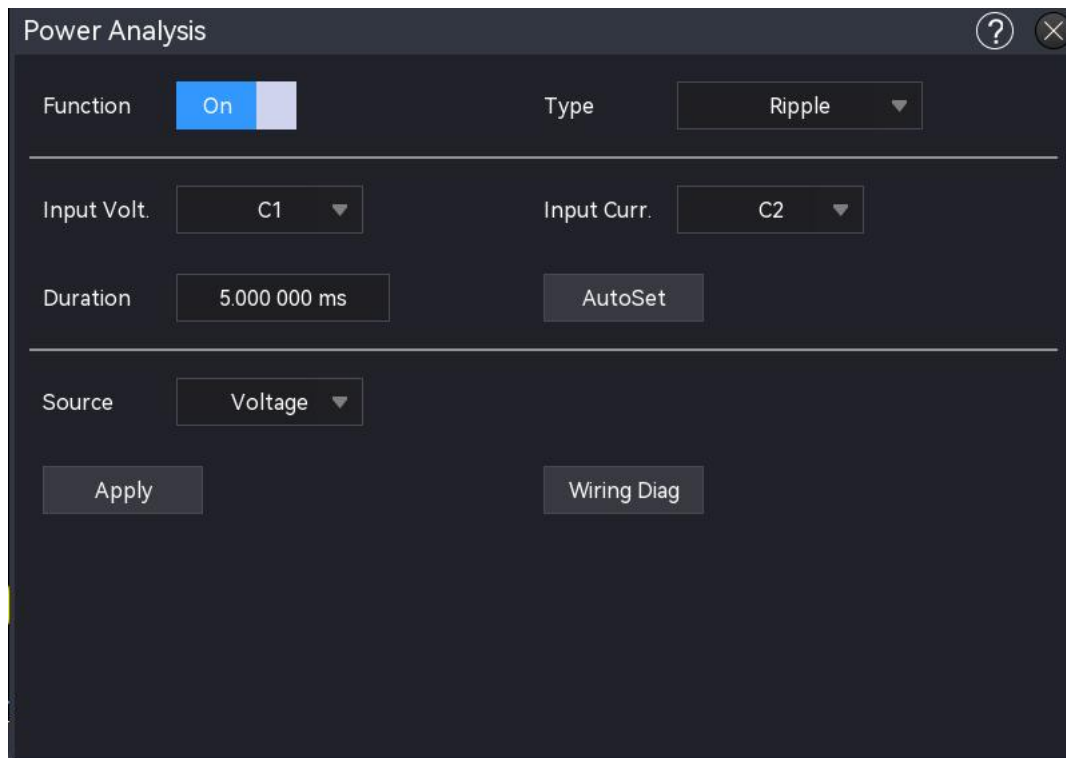 Power Analysis ?
Function On Type Ripple
Input Volt. C1 Input Curr. C2
Duration 5.000 000 ms AutoSet
Source Voltage
Apply Wiring Diag